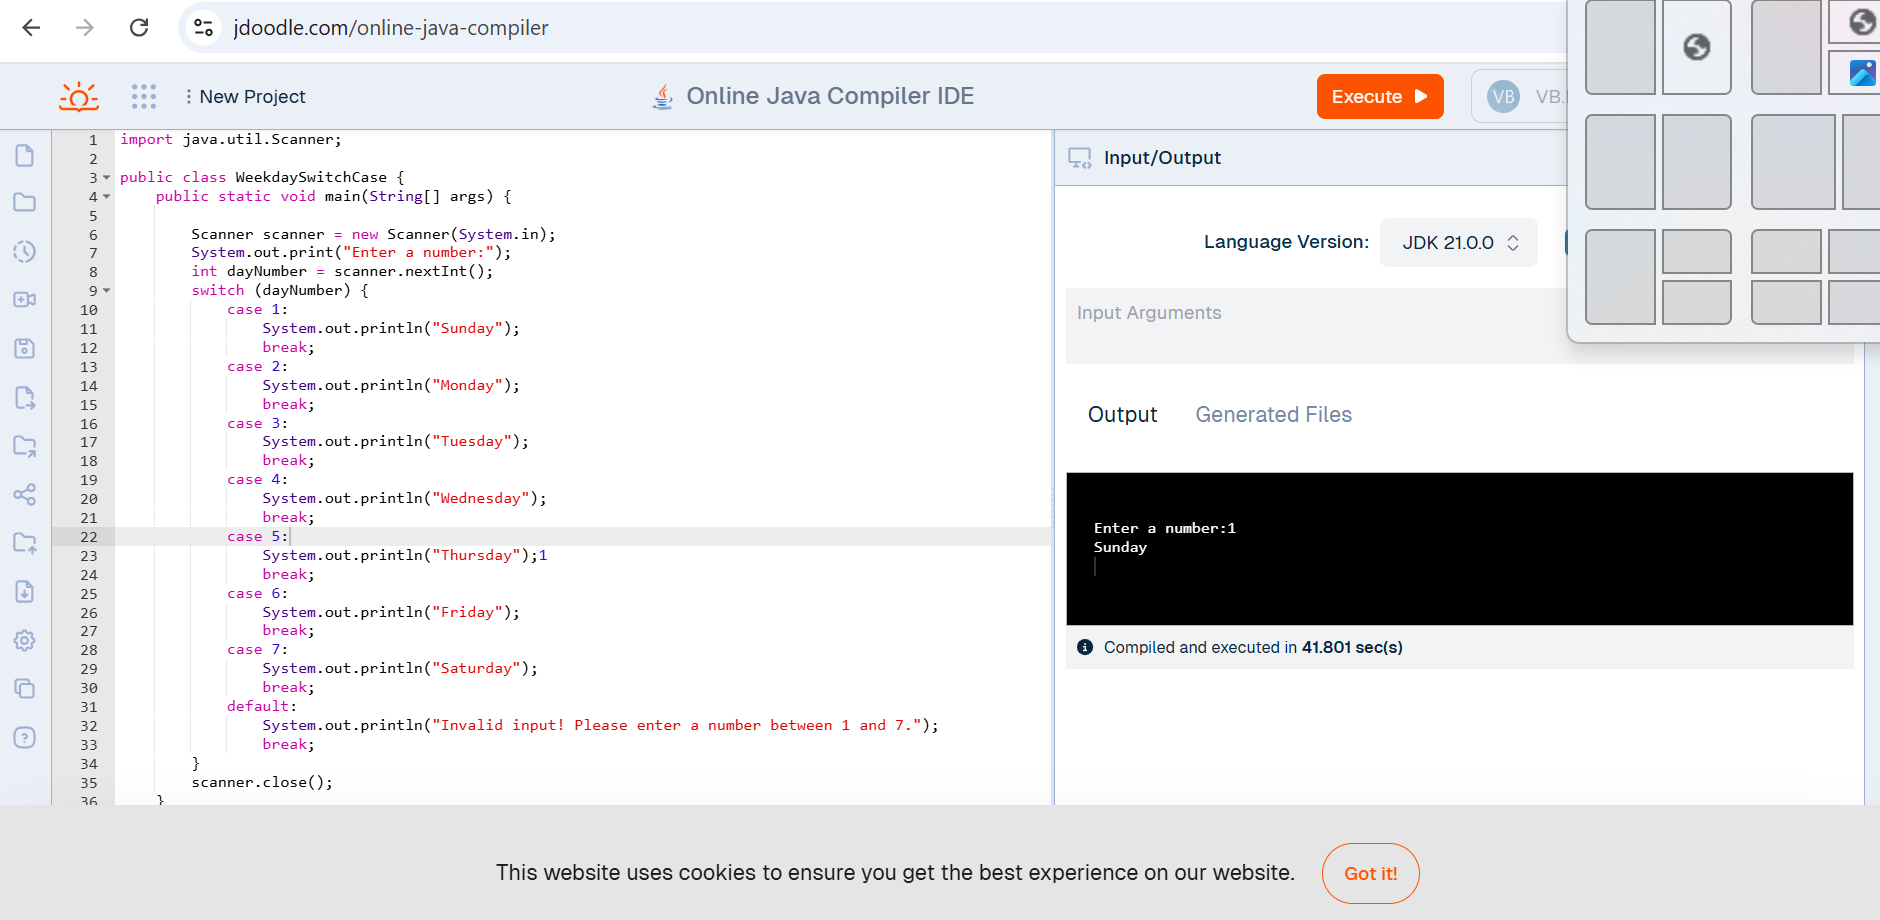 jdoodle.com/online-java-compiler
New Project
Online Java Compiler IDE
Execute
VB
VB.
1 import java.util.Scanner;
2
3 public class WeekdaySwitchCase {
4 public static void main(String[] args) {
5
6 Scanner scanner = new Scanner(System.in);
7 System.out.print("Enter a number:");
8 int dayNumber = scanner.nextInt();
9 switch (dayNumber) {
10 case 1:
11 System.out.println("Sunday");
12 break;
13 case 2:
14 System.out.println("Monday");
15 break;
16 case 3:
17 System.out.println("Tuesday");
18 break;
19 case 4:
20 System.out.println("Wednesday");
21 break;
22 case 5:
23 System.out.println("Thursday");1
24 break;
25 case 6:
26 System.out.println("Friday");
27 break;
28 case 7:
29 System.out.println("Saturday");
30 break;
31 default:
32 System.out.println("Invalid input! Please enter a number between 1 and 7.");
33 break;
34 }
35 scanner.close();
36 }
Input/Output
Language Version:
JDK 21.0.0
Input Arguments
Output
Generated Files
Enter a number:1
Sunday
Compiled and executed in 41.801 sec(s)
This website uses cookies to ensure you get the best experience on our website.
Got it!